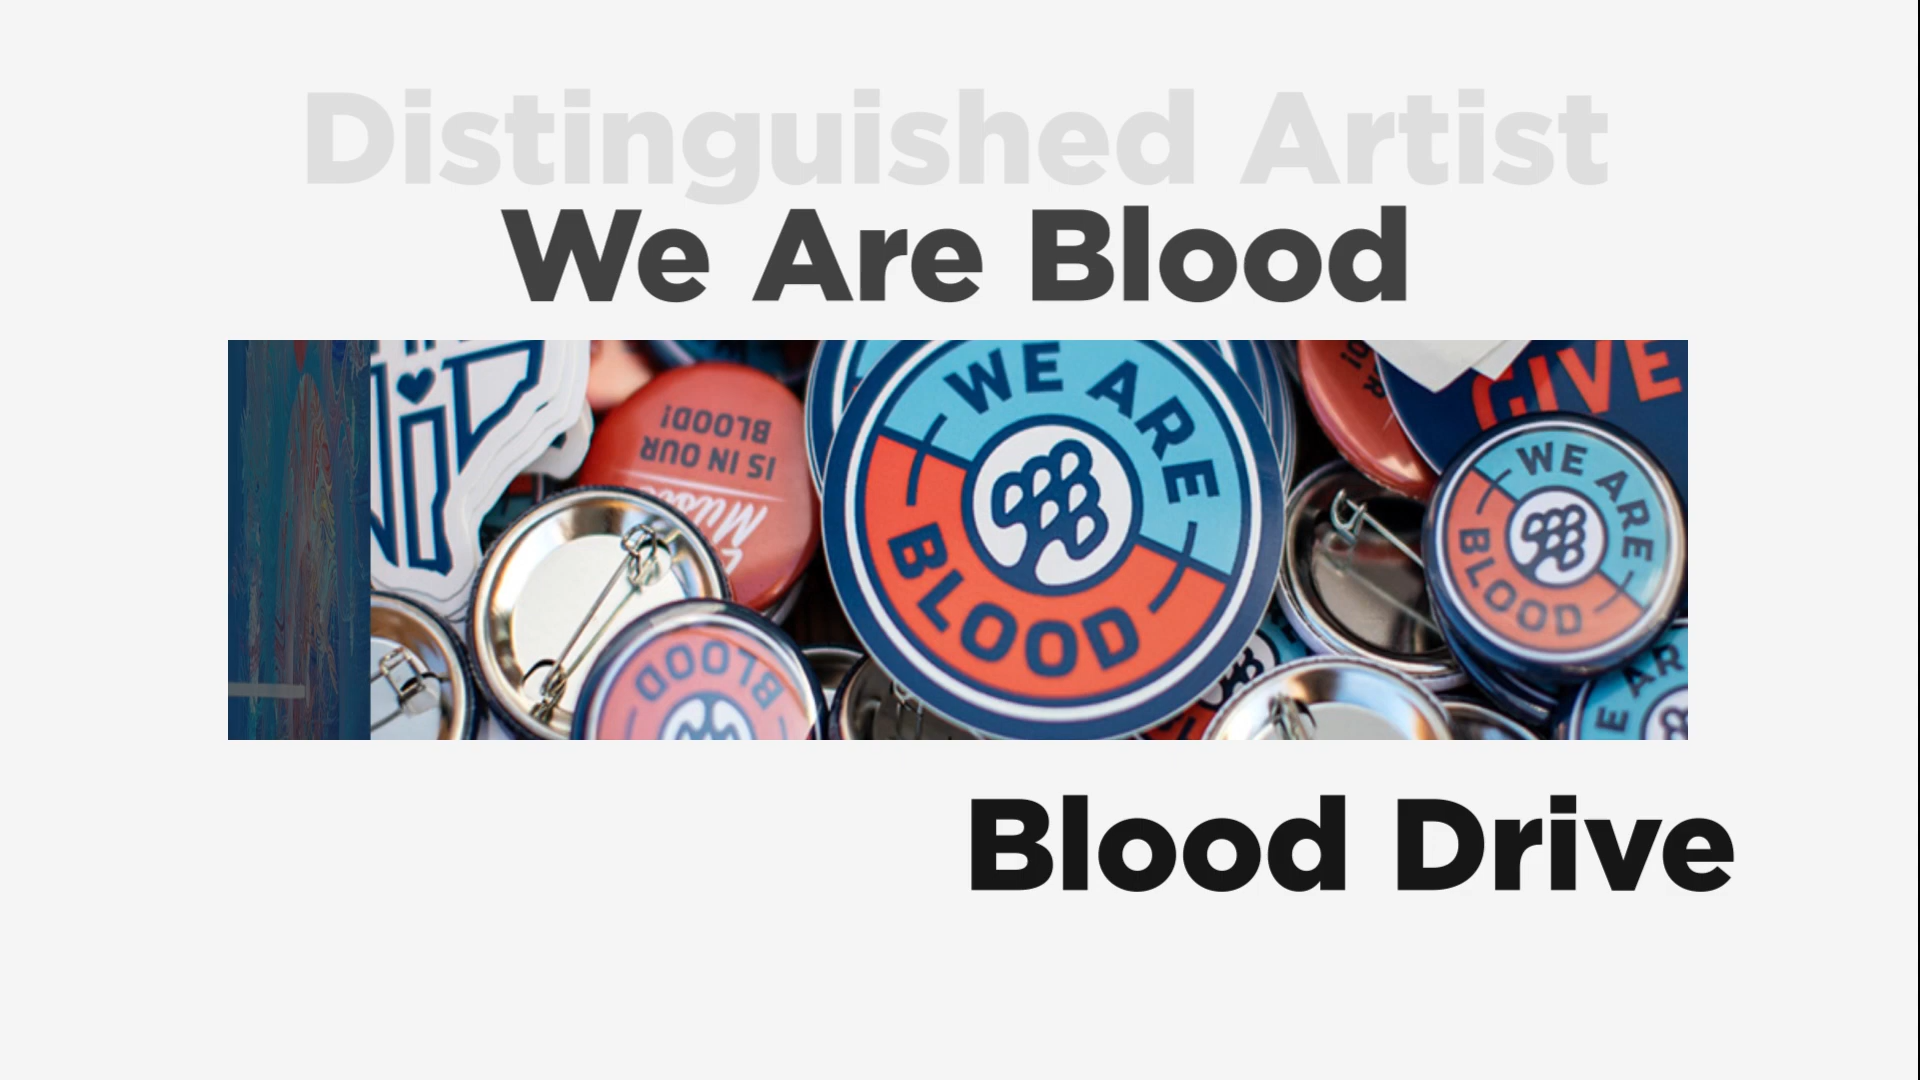 Distinguished Artist
We Are Blood
WE ARE
BLOOD
IS IN OUR
BLOOD!
GIVE
WE ARE
BLOOD
BLOOD
Blood Drive